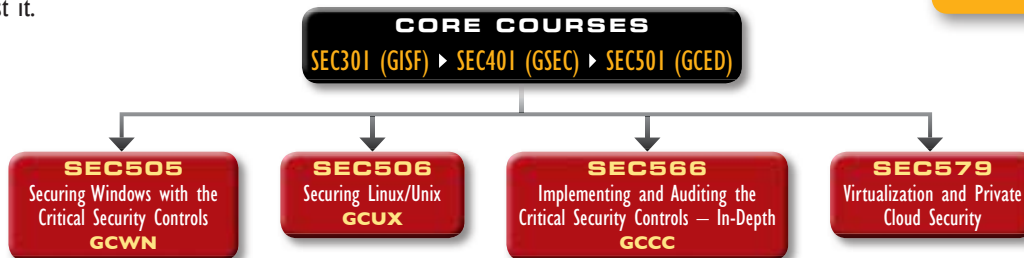 st it.
CORE COURSES
SEC301 (GISF) ▸ SEC401 (GSEC) ▸ SEC501 (GCED)
SEC505
Securing Windows with the
Critical Security Controls
GCWN
SEC506
Securing Linux/Unix
GCUX
SEC566
Implementing and Auditing the
Critical Security Controls – In-Depth
GCCC
SEC579
Virtualization and Private
Cloud Security